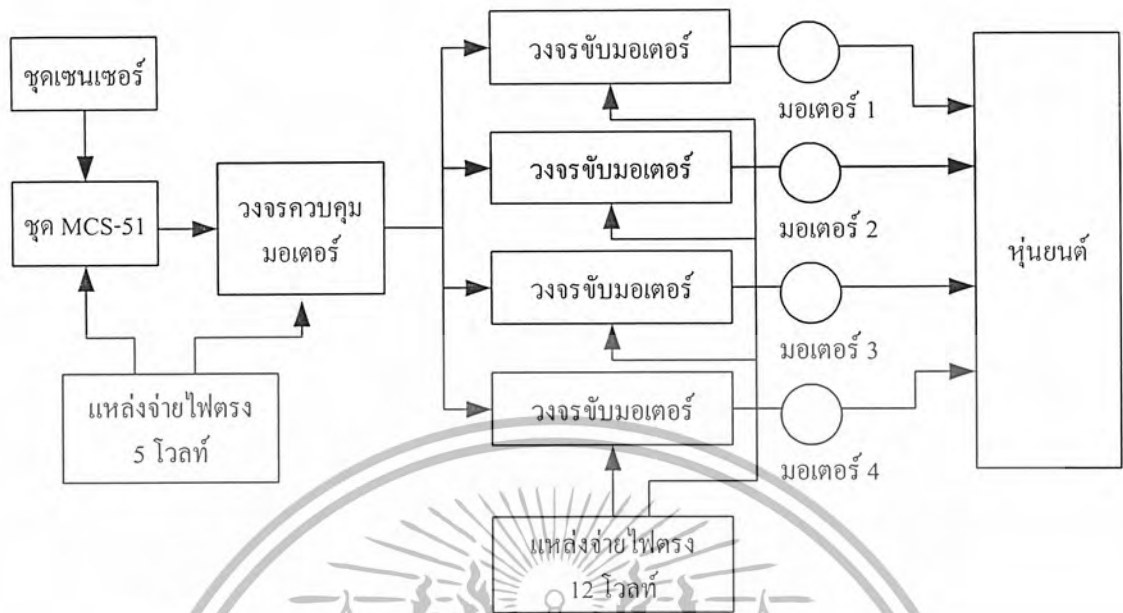 ชุดเซนเซอร์
ชุด MCS-51
วงจรควบคุม
มอเตอร์
แหล่งจ่ายไฟตรง
5 โวลท์
วงจรขับมอเตอร์
มอเตอร์ 1
วงจรขับมอเตอร์
มอเตอร์ 2
วงจรขับมอเตอร์
มอเตอร์ 3
วงจรขับมอเตอร์
มอเตอร์ 4
แหล่งจ่ายไฟตรง
12 โวลท์
หุ่นยนต์